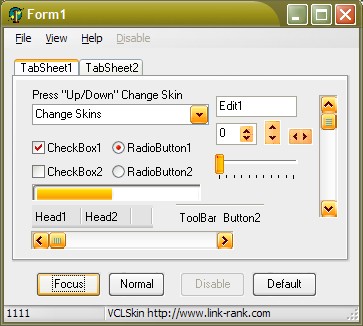 Form1
File View Help Disable
TabSheet1 TabSheet2
Press "Up/Down" Change Skin
Change Skins
Edit1
0
CheckBox1 RadioButton1
CheckBox2 RadioButton2
Head1 Head2
ToolBar Button2
Focus Normal Disable Default
1111 VCLSkin http://www.link-rank.com